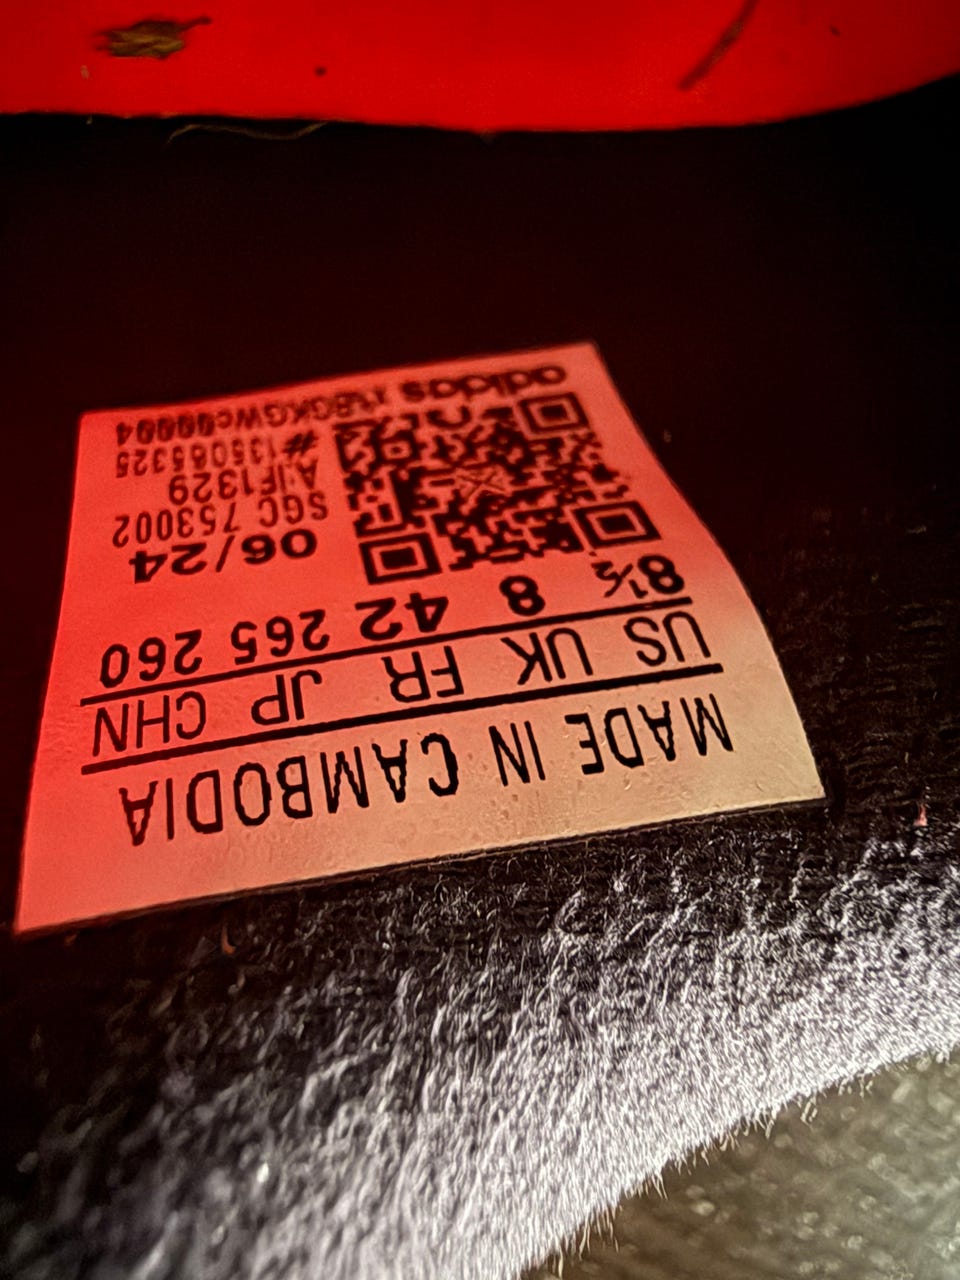 MADE IN CAMBODIA
US UK FR JP CHN
8½ 8 42 265 260
06/24
SGC 753002
A:IF1329
#135065325
adidas